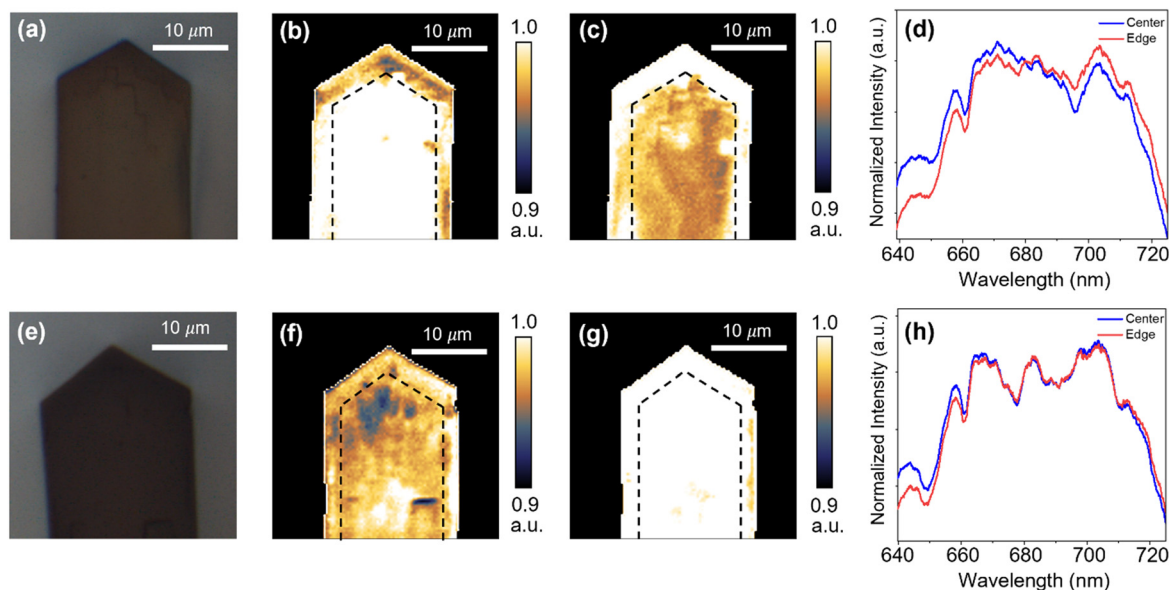 (a)
10 μm
(b)
10 μm
1.0
0.9
a.u.
(c)
10 μm
1.0
0.9
a.u.
(d)
Center
Edge
Normalized Intensity (a.u.)
640 660 680 700 720
Wavelength (nm)
(e)
10 μm
(f)
10 μm
1.0
0.9
a.u.
(g)
10 μm
1.0
0.9
a.u.
(h)
Center
Edge
Normalized Intensity (a.u.)
640 660 680 700 720
Wavelength (nm)